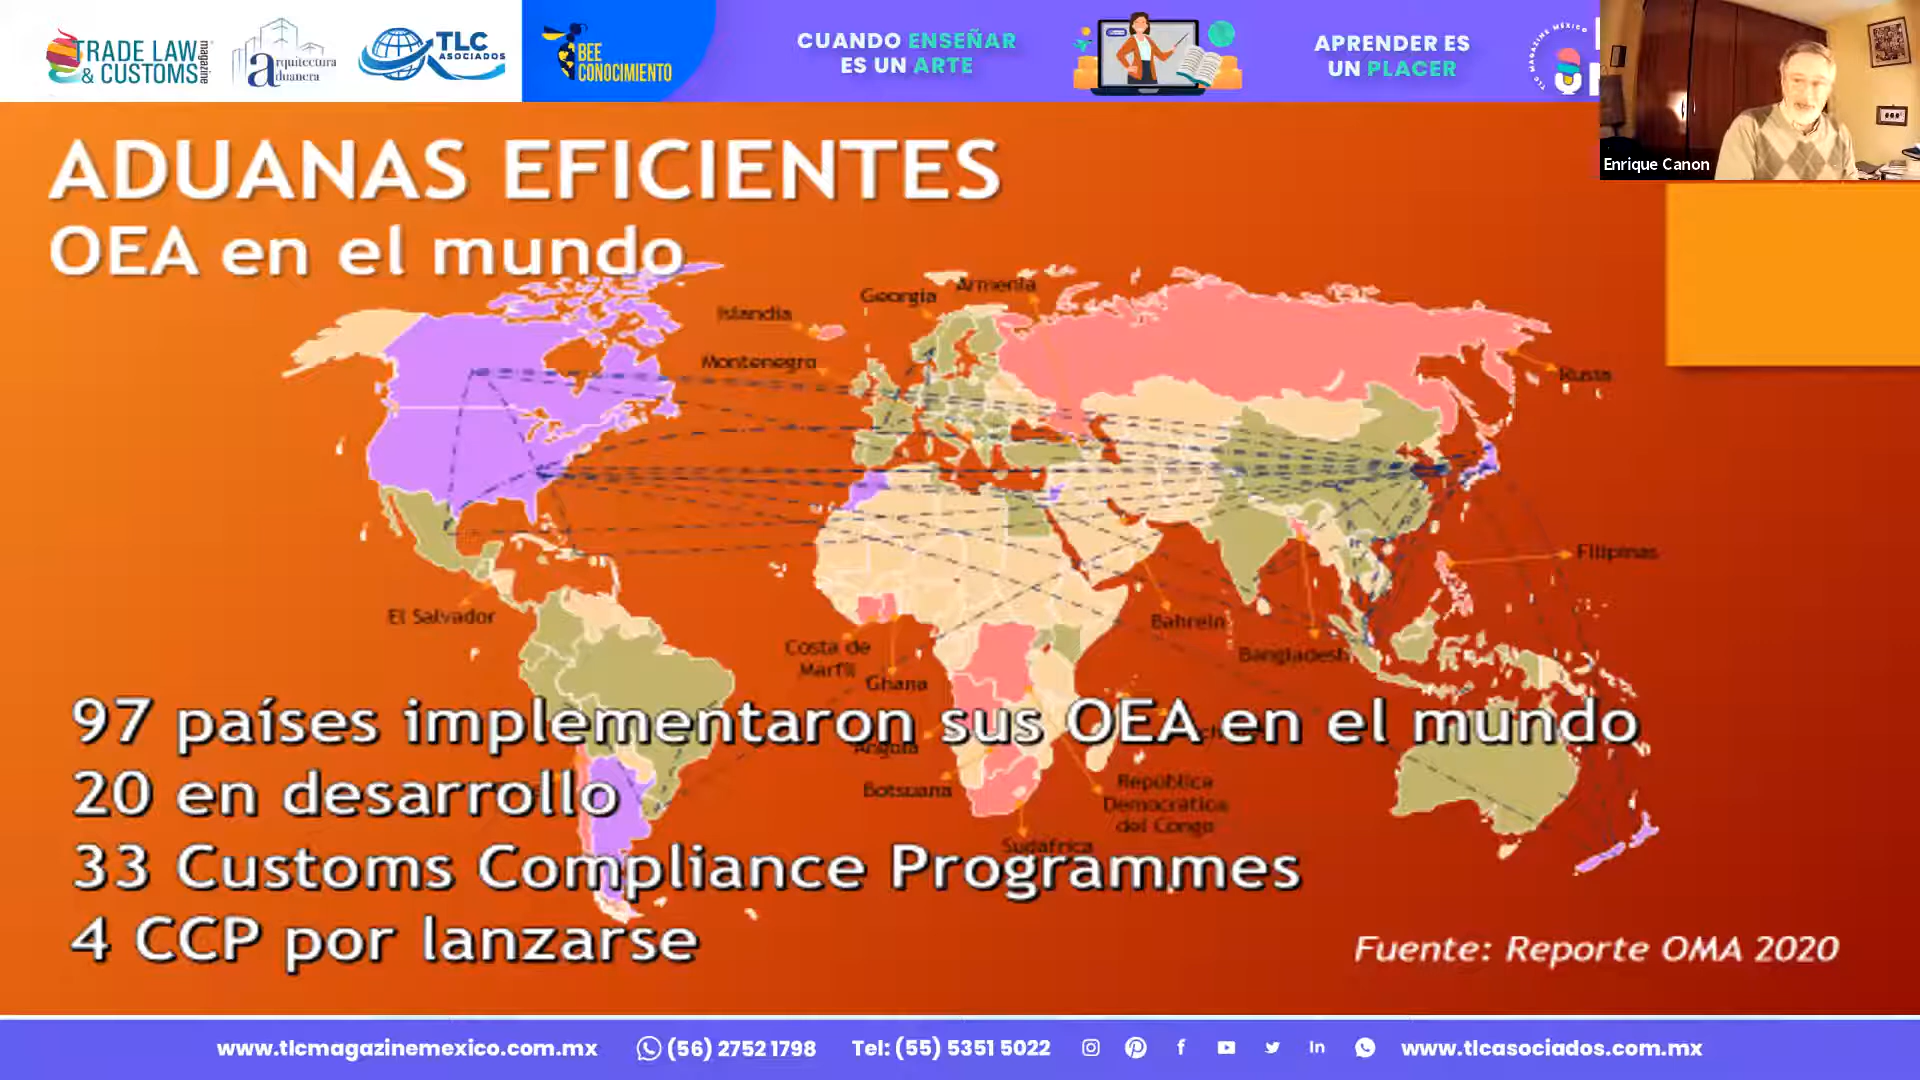 TRADE LAW
& CUSTOMS
magazine
arquitectura
aduanera
TLC
ASOCIADOS
BEE
CONOCIMIENTO
CUANDO ENSEÑAR
ES UN ARTE
APRENDER ES
UN PLACER
TLC MAGAZINE MÉXICO
Enrique Canon
ADUANAS EFICIENTES
OEA en el mundo
Armenia
Georgia
Islandia
Montenegro
Rusia
Filipinas
El Salvador
Bahrein
Costa de
Marfil
Bangladesh
Ghana
97 países implementaron sus OEA en el mundo
Angola
20 en desarrollo
Botsuana
República
Democrática
del Congo
Sudáfrica
33 Customs Compliance Programmes
4 CCP por lanzarse
Fuente: Reporte OMA 2020
www.tlcmagazinemexico.com.mx
(56) 2752 1798
Tel: (55) 5351 5022
www.tlcasociados.com.mx